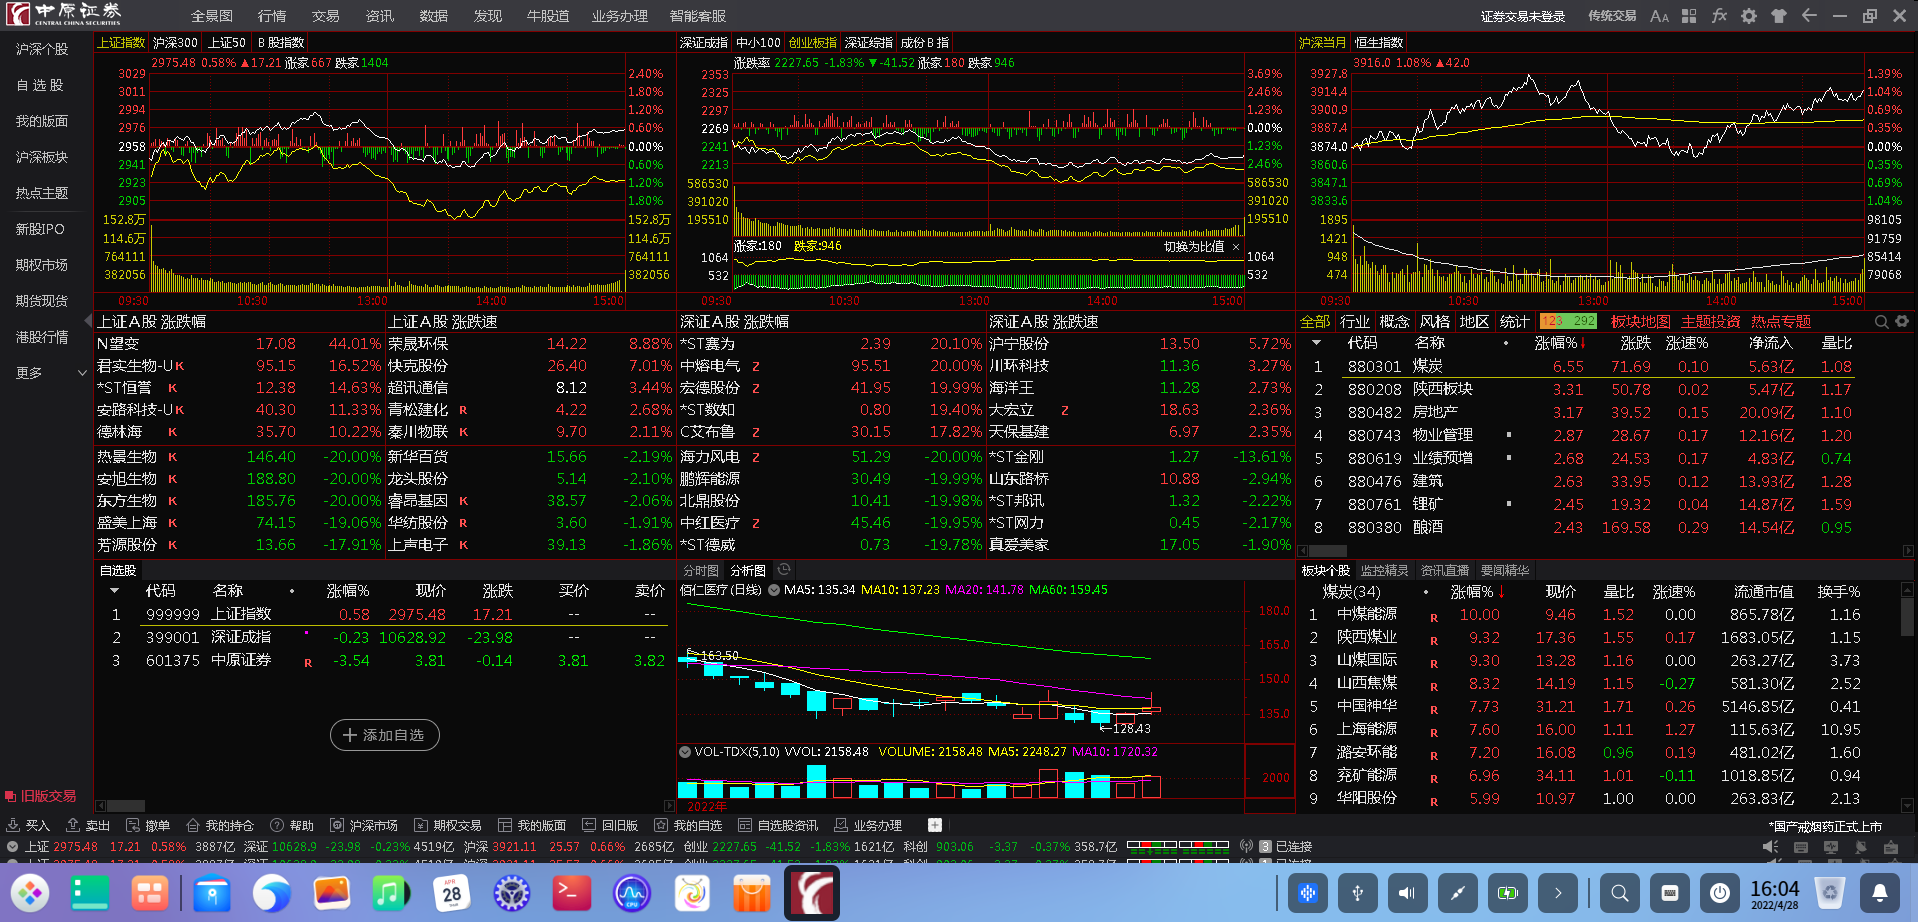 中原证券 全景图 行情 交易 资讯 数据 发现 牛股道 业务办理 智能客服 证券交易未登录 传统交易
CENTRAL CHINA SECURITIES
沪深个股
自选股
我的版面
沪深板块
热点主题
新股IPO
期权市场
期货现货
港股行情
更多
旧版交易
上证指数 沪深300 上证50 B股指数
2975.48 0.58% ▲17.21 涨家667 跌家1404
3029 2.40%
3011 1.80%
2994 1.20%
2976 0.60%
2958 0.00%
2941 0.60%
2923 1.20%
2905 1.80%
152.8万 152.8万
114.6万 114.6万
764111 764111
382056 382056
09:30 10:30 13:00 14:00 15:00
深证成指 中小100 创业板指 深证综指 成份B指
涨跌率 2227.65 -1.83% ▼-41.52 涨家180 跌家946
2353 3.69%
2325 2.46%
2297 1.23%
2269 0.00%
2241 1.23%
2213 2.46%
586530 586530
391020 391020
195510 195510
涨家:180 跌家:946 切换为比值 ×
1064 1064
532 532
09:30 10:30 13:00 14:00 15:00
沪深当月 恒生指数
3916.0 1.08% ▲42.0
3927.8 1.39%
3914.4 1.04%
3900.9 0.69%
3887.4 0.35%
3874.0 0.00%
3860.6 0.35%
3847.1 0.69%
3833.6 1.04%
1895 98105
1421 91759
948 85414
474 79068
09:30 10:30 13:00 14:00 15:00
上证A股 涨跌幅
N望变 17.08 44.01%
君实生物-U K 95.15 16.52%
*ST恒誉 K 12.38 14.63%
安路科技-U K 40.30 11.33%
德林海 K 35.70 10.22%
热景生物 K 146.40 -20.00%
安旭生物 K 188.80 -20.00%
东方生物 K 185.76 -20.00%
盛美上海 K 74.15 -19.06%
芳源股份 K 13.66 -17.91%
上证A股 涨跌速
荣晟环保 14.22 8.88%
快克股份 26.40 7.01%
超讯通信 8.12 3.44%
青松建化 R 4.22 2.68%
秦川物联 K 9.70 2.11%
新华百货 15.66 -2.19%
龙头股份 5.14 -2.10%
睿昂基因 K 38.57 -2.06%
华纺股份 R 3.60 -1.91%
上声电子 K 39.13 -1.86%
深证A股 涨跌幅
*ST赛为 2.39 20.10%
中熔电气 Z 95.51 20.00%
宏德股份 Z 41.95 19.99%
*ST数知 0.80 19.40%
C艾布鲁 Z 30.15 17.82%
海力风电 Z 51.29 -20.00%
鹏辉能源 30.49 -19.99%
北鼎股份 10.41 -19.98%
中红医疗 Z 45.46 -19.95%
*ST德威 0.73 -19.78%
深证A股 涨跌速
沪宁股份 13.50 5.72%
川环科技 11.36 3.27%
海洋王 11.28 2.73%
大宏立 Z 18.63 2.36%
天保基建 6.97 2.35%
*ST金刚 1.27 -13.61%
山东路桥 10.88 -2.94%
*ST邦讯 1.32 -2.22%
*ST网力 0.45 -2.17%
真爱美家 17.05 -1.90%
全部 行业 概念 风格 地区 统计 123 292 板块地图 主题投资 热点专题
代码 名称 涨幅%↓ 涨跌 涨速% 净流入 量比
1 880301 煤炭 6.55 71.69 0.10 5.63亿 1.08
2 880208 陕西板块 3.31 50.78 0.02 5.47亿 1.17
3 880482 房地产 3.17 39.52 0.15 20.09亿 1.10
4 880743 物业管理 2.87 28.67 0.17 12.16亿 1.20
5 880619 业绩预增 2.68 24.53 0.17 4.83亿 0.74
6 880476 建筑 2.63 33.95 0.12 13.93亿 1.28
7 880761 锂矿 2.45 19.32 0.04 14.87亿 1.59
8 880380 酿酒 2.43 169.58 0.29 14.54亿 0.95
自选股
代码 名称 涨幅% 现价 涨跌 买价 卖价
1 999999 上证指数 0.58 2975.48 17.21 -- --
2 399001 深证成指 -0.23 10628.92 -23.98 -- --
3 601375 中原证券 R -3.54 3.81 -0.14 3.81 3.82
添加自选
分时图 分析图
佰仁医疗(日线) MA5: 135.34 MA10: 137.23 MA20: 141.78 MA60: 159.45
180.0
165.0
163.50
150.0
135.0
128.43
VOL-TDX(5,10) VVOL: 2158.48 VOLUME: 2158.48 MA5: 2248.27 MA10: 1720.32
2000
2022年
板块个股 监控精灵 资讯直播 要闻精华
煤炭(34) 涨幅%↓ 现价 量比 涨速% 流通市值 换手%
1 中煤能源 R 10.00 9.46 1.52 0.00 865.78亿 1.16
2 陕西煤业 R 9.32 17.36 1.55 0.17 1683.05亿 1.15
3 山煤国际 R 9.30 13.28 1.16 0.00 263.27亿 3.73
4 山西焦煤 R 8.32 14.19 1.15 -0.27 581.30亿 2.52
5 中国神华 R 7.73 31.21 1.71 0.26 5146.85亿 0.41
6 上海能源 R 7.60 16.00 1.11 1.27 115.63亿 10.95
7 潞安环能 R 7.20 16.08 0.96 0.19 481.02亿 1.60
8 兖矿能源 R 6.96 34.11 1.01 -0.11 1018.85亿 0.94
9 华阳股份 R 5.99 10.97 1.00 0.00 263.83亿 2.13
买入 卖出 撤单 我的持仓 帮助 沪深市场 期权交易 我的版面 回旧版 我的自选 自选股资讯 业务办理 *国产戒烟药正式上市
上证 2975.48 17.21 0.58% 3887亿 深证 10628.9 -23.98 -0.23% 4519亿 沪深 3921.11 25.57 0.66% 2685亿 创业 2227.65 -41.52 -1.83% 1621亿 科创 903.06 -3.37 -0.37% 358.7亿 3 已连接
APR 28
CPU
16:04
2022/4/28